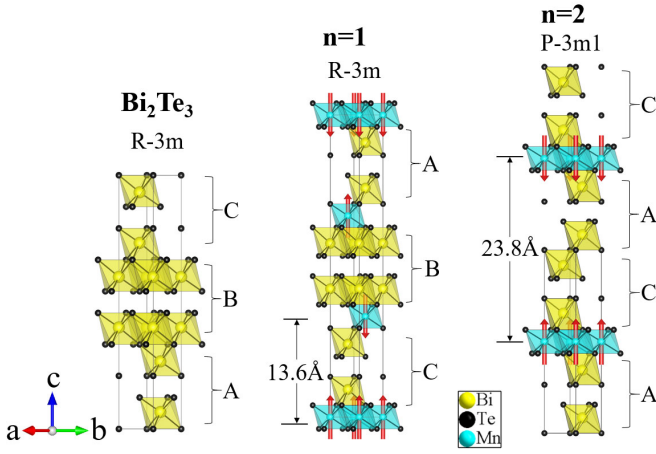 n=1
n=2
R-3m
P-3m1
Bi₂Te₃
R-3m
C
A
C
B
A
23.8Å
B
C
13.6Å
A
C
A
c
a
b
Bi
Te
Mn